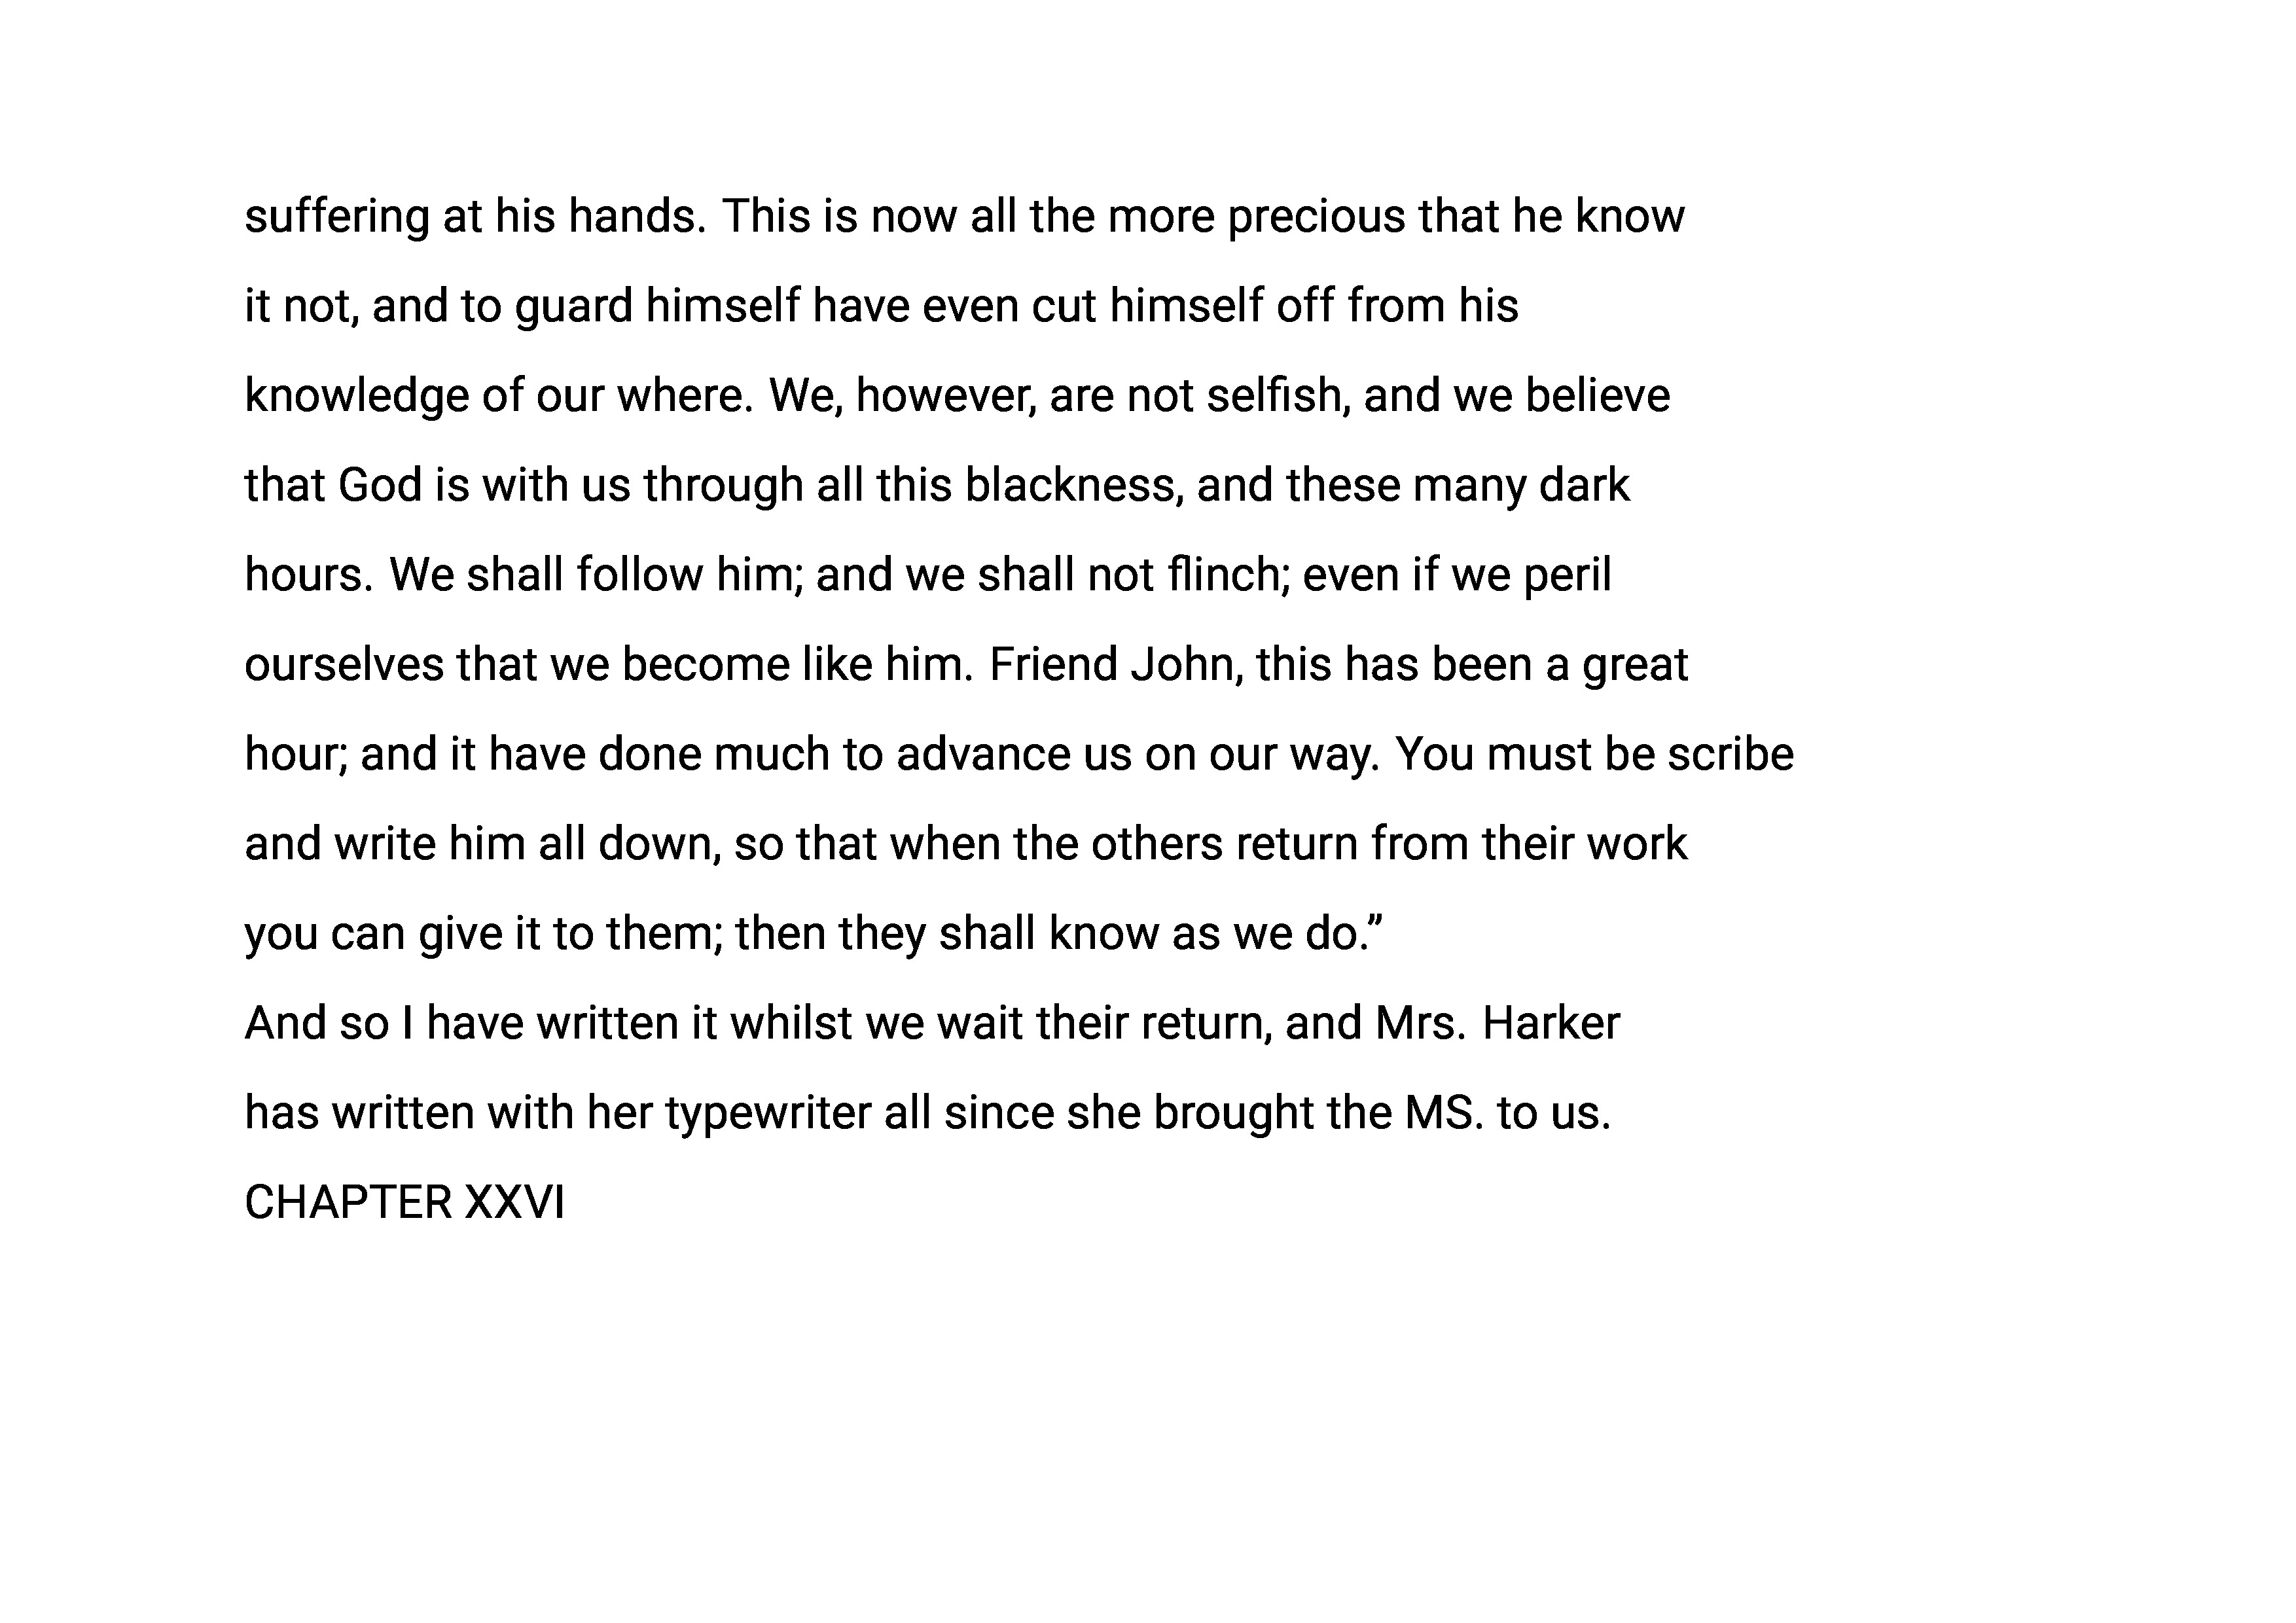 suffering at his hands. This is now all the more precious that he know
it not, and to guard himself have even cut himself off from his
knowledge of our where. We, however, are not selfish, and we believe
that God is with us through all this blackness, and these many dark
hours. We shall follow him; and we shall not flinch; even if we peril
ourselves that we become like him. Friend John, this has been a great
hour; and it have done much to advance us on our way. You must be scribe
and write him all down, so that when the others return from their work
you can give it to them; then they shall know as we do.”
And so I have written it whilst we wait their return, and Mrs. Harker
has written with her typewriter all since she brought the MS. to us.
CHAPTER XXVI